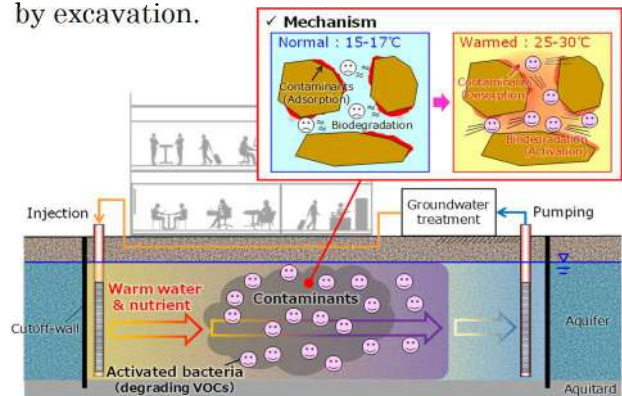 by excavation.
✓ Mechanism
Normal : 15-17℃
Warmed : 25-30℃
Contaminants
(Adsorption)
Biodegradation
Contaminants
(Desorption)
Biodegradation
(Activation)
Injection
Groundwater
treatment
Pumping
Warm water
& nutrient
Contaminants
Cutoff-wall
Aquifer
Activated bacteria
(degrading VOCs)
Aquitard